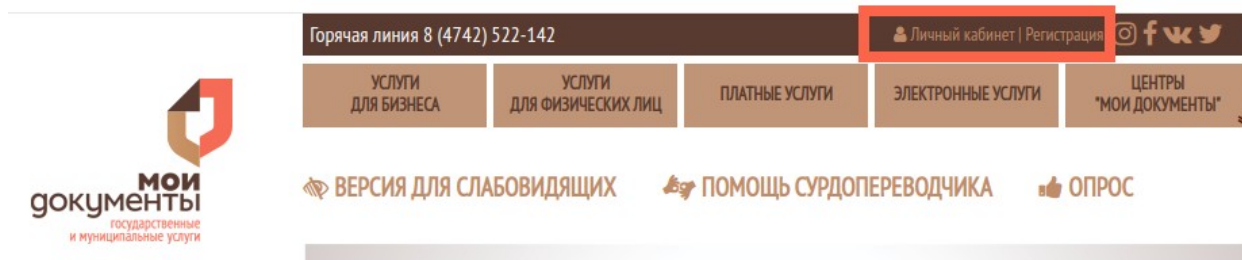 Горячая линия 8 (4742) 522-142
Личный кабинет | Регистрация
УСЛУГИ
ДЛЯ БИЗНЕСА
УСЛУГИ
ДЛЯ ФИЗИЧЕСКИХ ЛИЦ
ПЛАТНЫЕ УСЛУГИ
ЭЛЕКТРОННЫЕ УСЛУГИ
ЦЕНТРЫ
"МОИ ДОКУМЕНТЫ"
мои
документы
государственные
и муниципальные услуги
ВЕРСИЯ ДЛЯ СЛАБОВИДЯЩИХ
ПОМОЩЬ СУРДОПЕРЕВОДЧИКА
ОПРОС